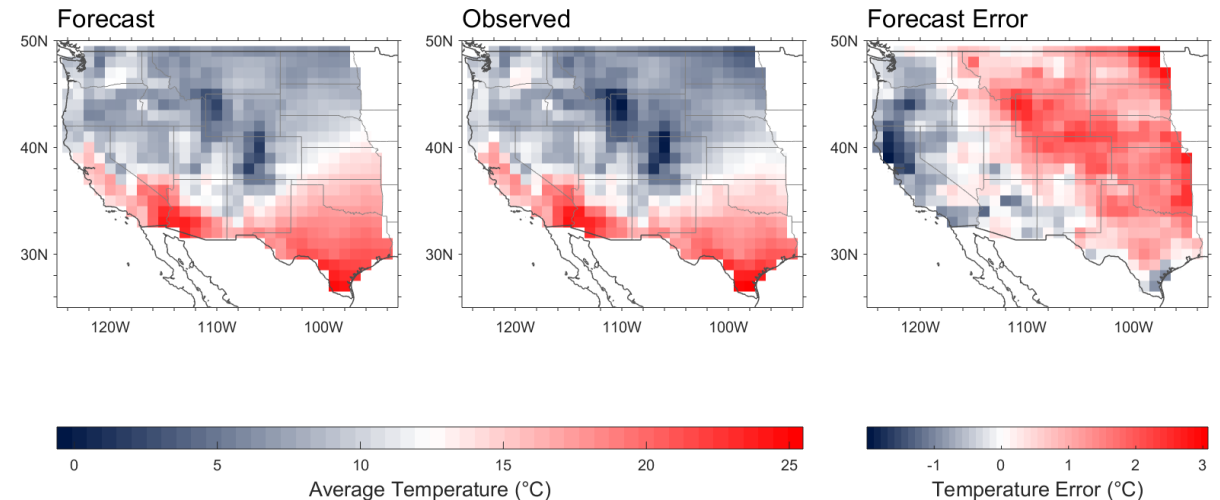 Forecast
Observed
Forecast Error
50N
40N
30N
120W
110W
100W
50N
40N
30N
120W
110W
100W
50N
40N
30N
120W
110W
100W
0
5
10
15
20
25
Average Temperature (°C)
-1
0
1
2
3
Temperature Error (°C)